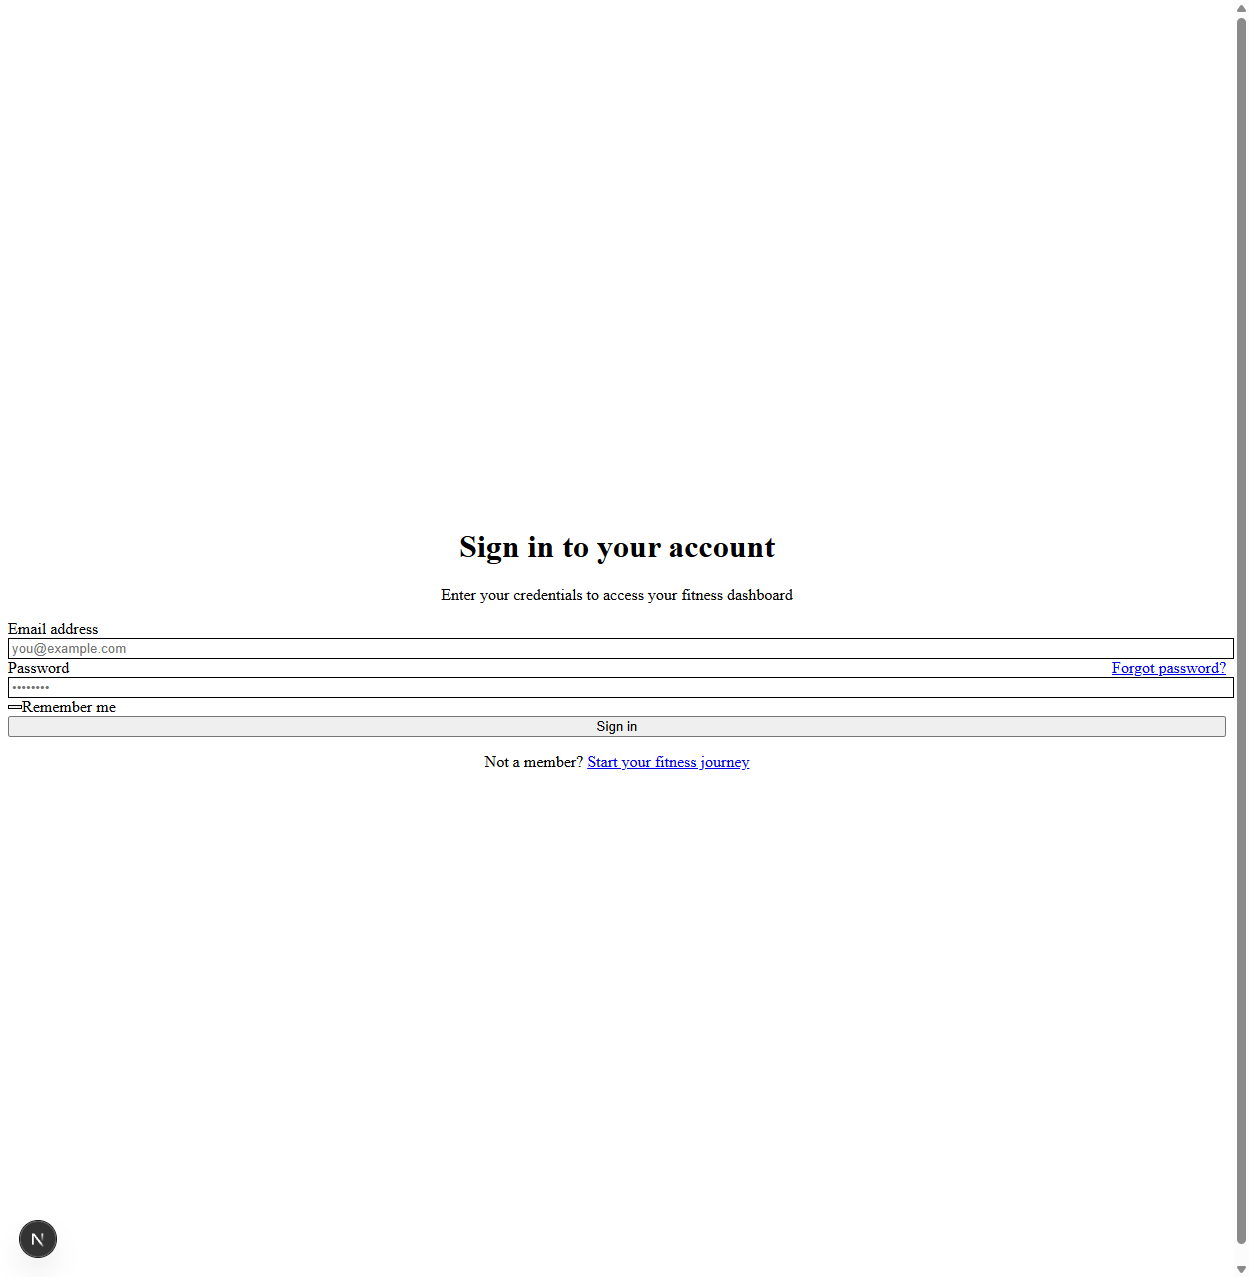 Sign in to your account
Enter your credentials to access your fitness dashboard
Email address
you@example.com
Password Forgot password?
••••••••
Remember me
Sign in
Not a member? Start your fitness journey
N